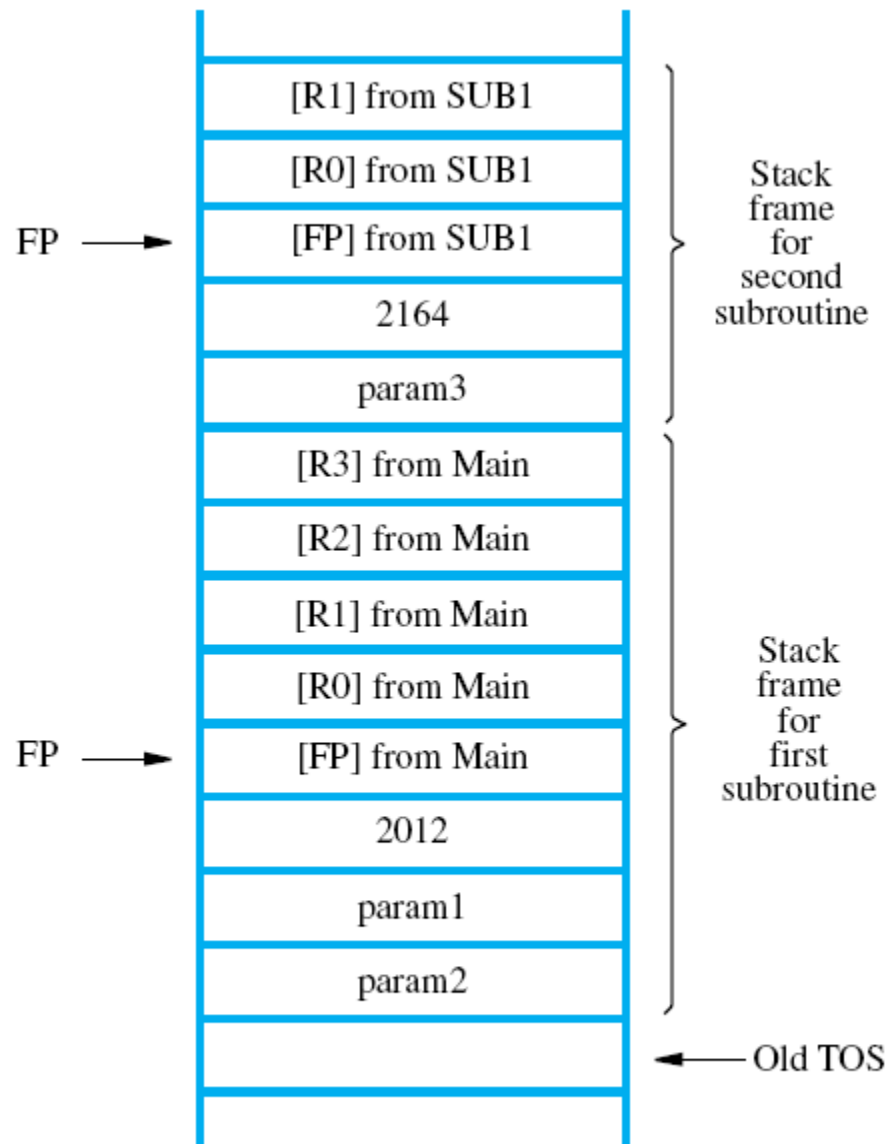 [R1] from SUB1
[R0] from SUB1
FP
[FP] from SUB1
2164
param3
Stack
frame
for
second
subroutine
[R3] from Main
[R2] from Main
[R1] from Main
[R0] from Main
FP
[FP] from Main
2012
param1
param2
Stack
frame
for
first
subroutine
Old TOS